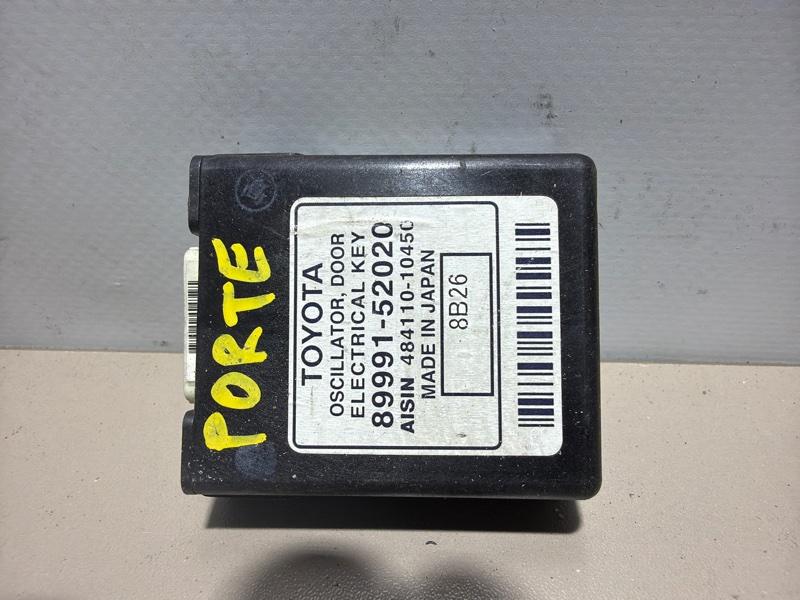 PORTE
TOYOTA
OSCILLATOR, DOOR
ELECTRICAL KEY
89991-52020
AISIN 484110-10450
MADE IN JAPAN
8B26